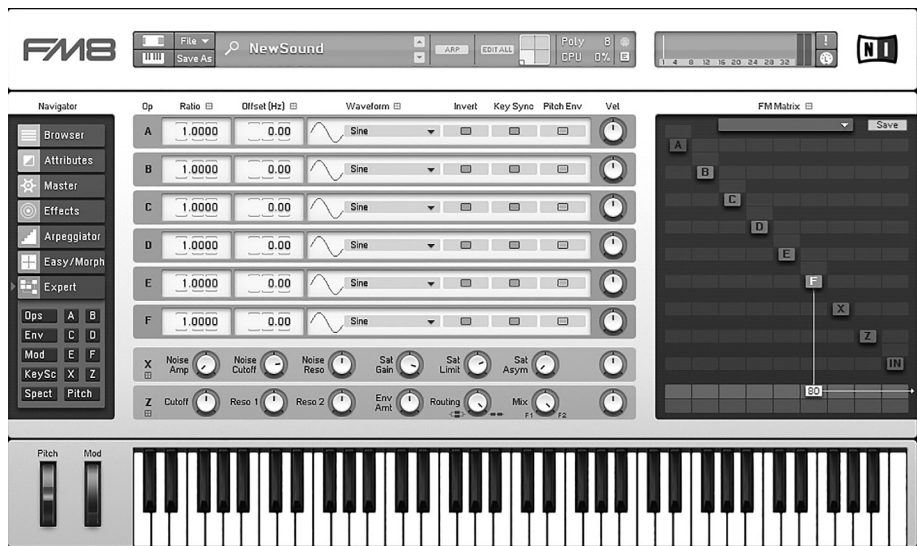 FM8 File NewSound ARP EDIT ALL Poly 8
Save As CPU 0% E
1 4 8 12 16 20 24 28 32 ! NI
Navigator
Browser
Attributes
Master
Effects
Arpeggiator
Easy/Morph
Expert
Ops A B
Env C D
Mod E F
KeySc X Z
Spect Pitch
Op Ratio Offset (Hz) Waveform Invert Key Sync Pitch Env Vel
A 1.0000 0.00 Sine
B 1.0000 0.00 Sine
C 1.0000 0.00 Sine
D 1.0000 0.00 Sine
E 1.0000 0.00 Sine
F 1.0000 0.00 Sine
X Noise Amp Noise Cutoff Noise Reso Sat Gain Sat Limit Sat Asym
Z Cutoff Reso 1 Reso 2 Env Amt Routing Mix F1 F2
FM Matrix
Save
A
B
C
D
E
F
X
Z
IN
80
Pitch Mod